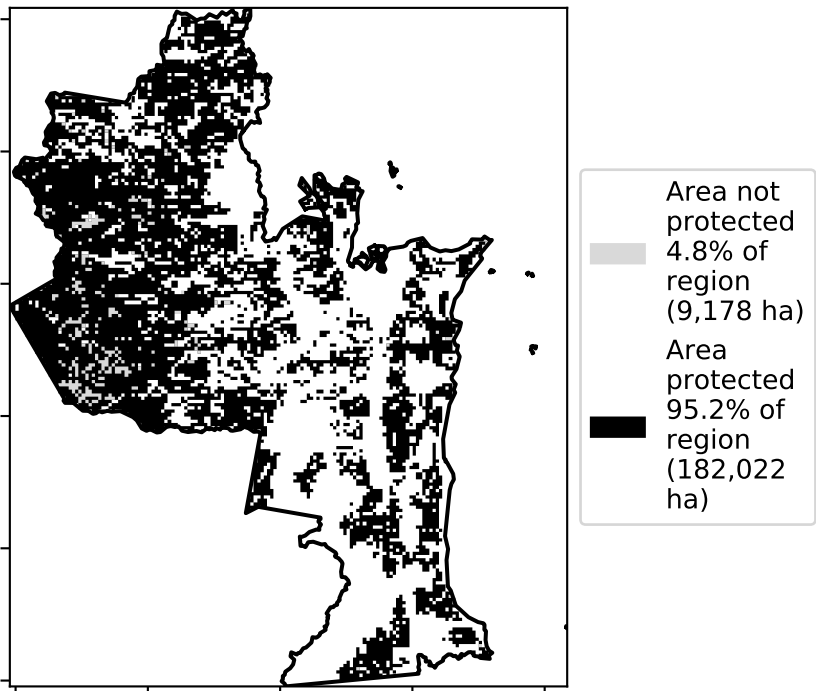 Area not
protected
4.8% of
region
(9,178 ha)
Area
protected
95.2% of
region
(182,022
ha)